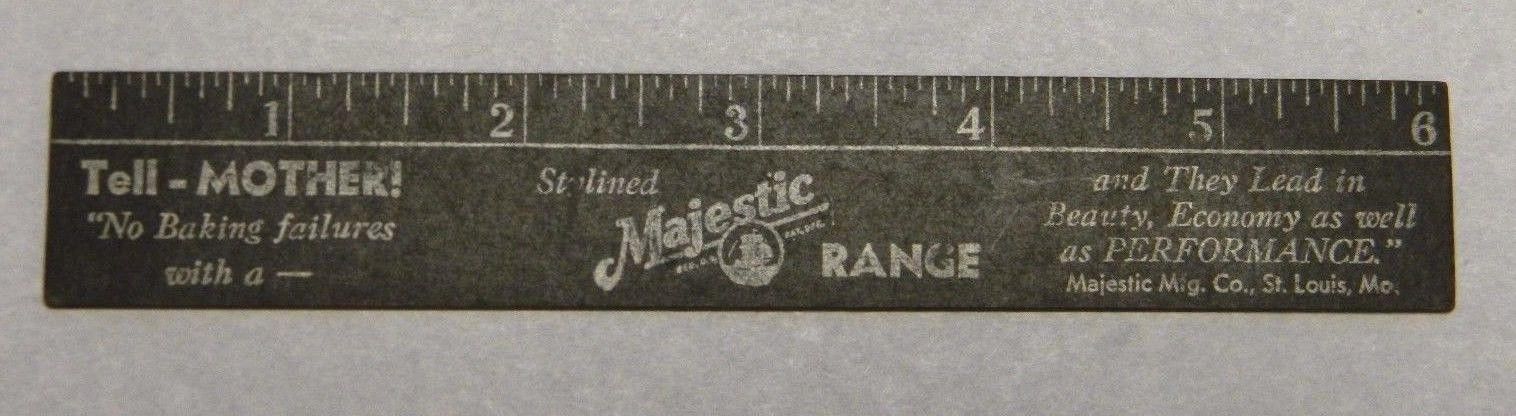 1 2 3 4 5 6
Tell - MOTHER!
"No Baking failures
with a —
Majestic
RANGE
and They Lead in
Beauty, Economy as well
as PERFORMANCE."
Majestic Mfg. Co., St. Louis, Mo.